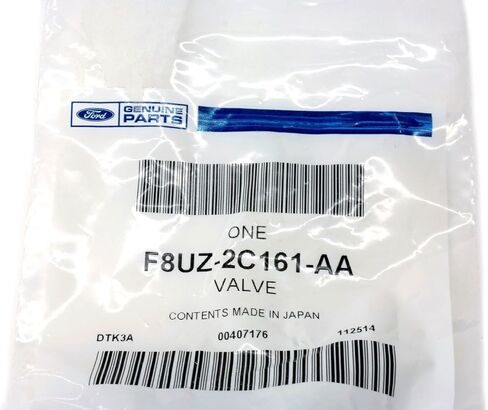 Ford
GENUINE
PARTS
ONE
F8UZ-2C161-AA
VALVE
CONTENTS MADE IN JAPAN
DTK3A 00407176 112514